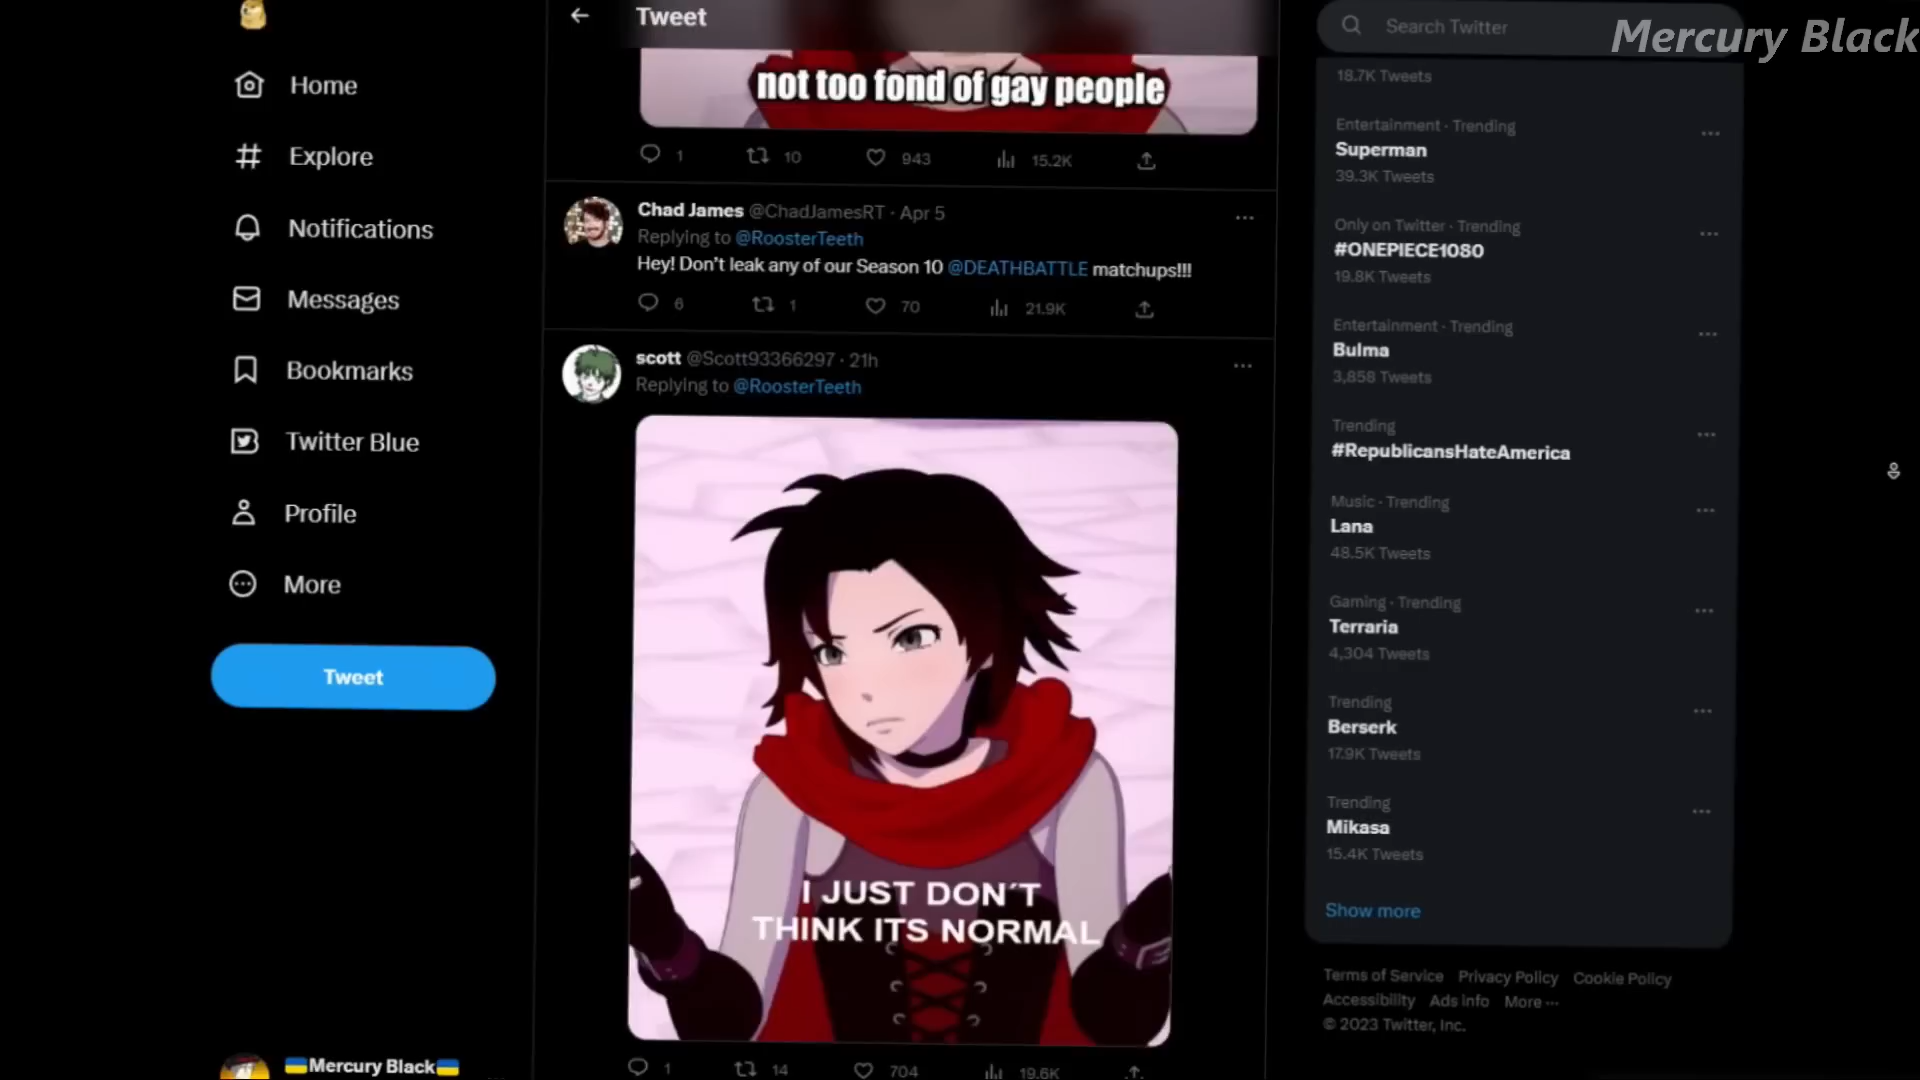 Mercury Black
Home
Explore
Notifications
Messages
Bookmarks
Twitter Blue
Profile
More
Tweet
🇺🇦Mercury Black🇺🇦
Tweet
not too fond of gay people
1 10 943 15.2K
Chad James @ChadJamesRT · Apr 5
Replying to @RoosterTeeth
Hey! Don't leak any of our Season 10 @DEATHBATTLE matchups!!!
6 1 70 21.9K
scott @Scott93366297 · 21h
Replying to @RoosterTeeth
I JUST DON´T
THINK ITS NORMAL
1 14 704 19.6K
Search Twitter
18.7K Tweets
Entertainment · Trending
Superman
39.3K Tweets
Only on Twitter · Trending
#ONEPIECE1080
19.8K Tweets
Entertainment · Trending
Bulma
3,858 Tweets
Trending
#RepublicansHateAmerica
Music · Trending
Lana
48.5K Tweets
Gaming · Trending
Terraria
4,304 Tweets
Trending
Berserk
17.9K Tweets
Trending
Mikasa
15.4K Tweets
Show more
Terms of Service Privacy Policy Cookie Policy
Accessibility Ads info More ···
© 2023 Twitter, Inc.